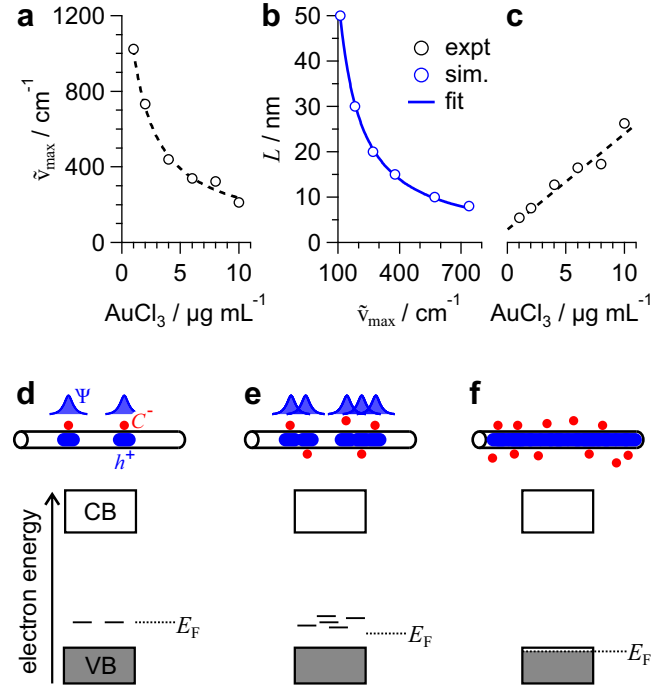 a
1200
800
400
0
ṽmax / cm-1
0
5
10
AuCl3 / µg mL-1
b
50
40
30
20
10
0
L / nm
100
400
700
ṽmax / cm-1
expt
sim.
fit
c
0
5
10
AuCl3 / µg mL-1
d
Ψ
C-
h+
e
f
electron energy
CB
VB
EF
EF
EF